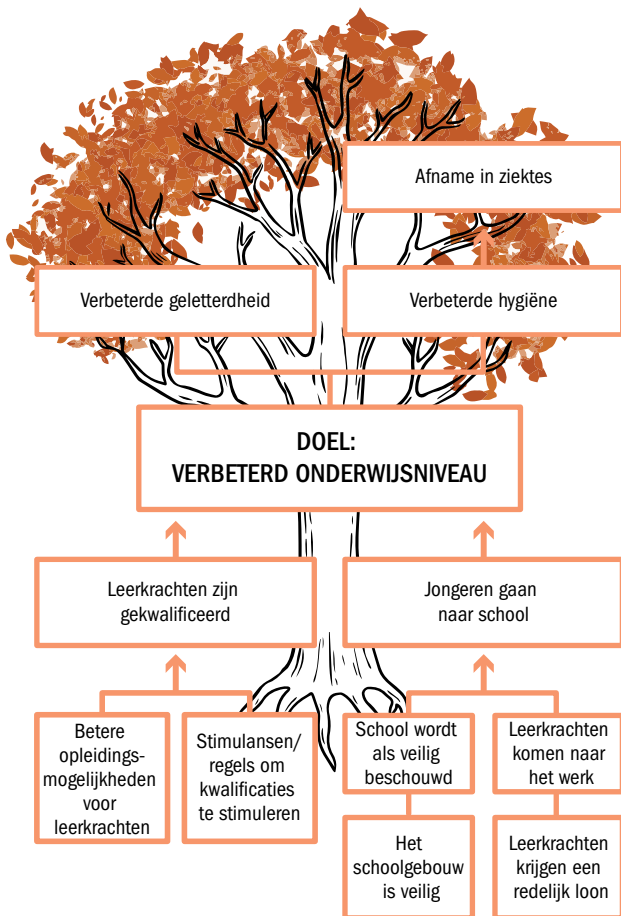 Afname in ziektes
Verbeterde geletterdheid
Verbeterde hygiëne
DOEL:
VERBETERD ONDERWIJSNIVEAU
Leerkrachten zijn
gekwalificeerd
Jongeren gaan
naar school
Betere
opleidings-
mogelijkheden
voor
leerkrachten
Stimulansen/
regels om
kwalificaties
te stimuleren
School wordt
als veilig
beschouwd
Leerkrachten
komen naar
het werk
Het
schoolgebouw
is veilig
Leerkrachten
krijgen een
redelijk loon